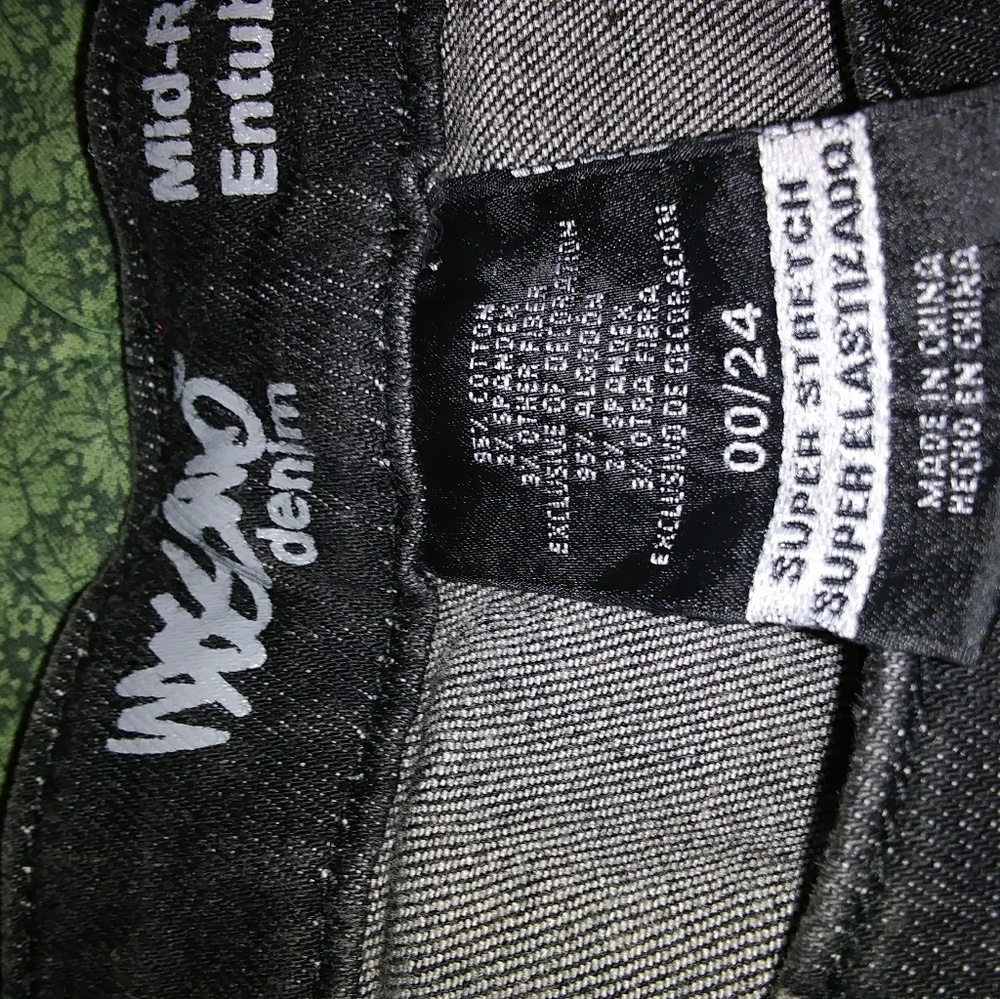 MOSSIMO
denim
Mid-R
Entub
95% COTTON
2% SPANDEX
3% OTHER FIBER
EXCLUSIVE OF DECORATION
95% ALGODON
2% SPANDEX
3% OTRA FIBRA
EXCLUSIVO DE DECORACION
00/24
SUPER STRETCH
SUPER ELASTIZADO
MADE IN CHINA
HECHO EN CHINA